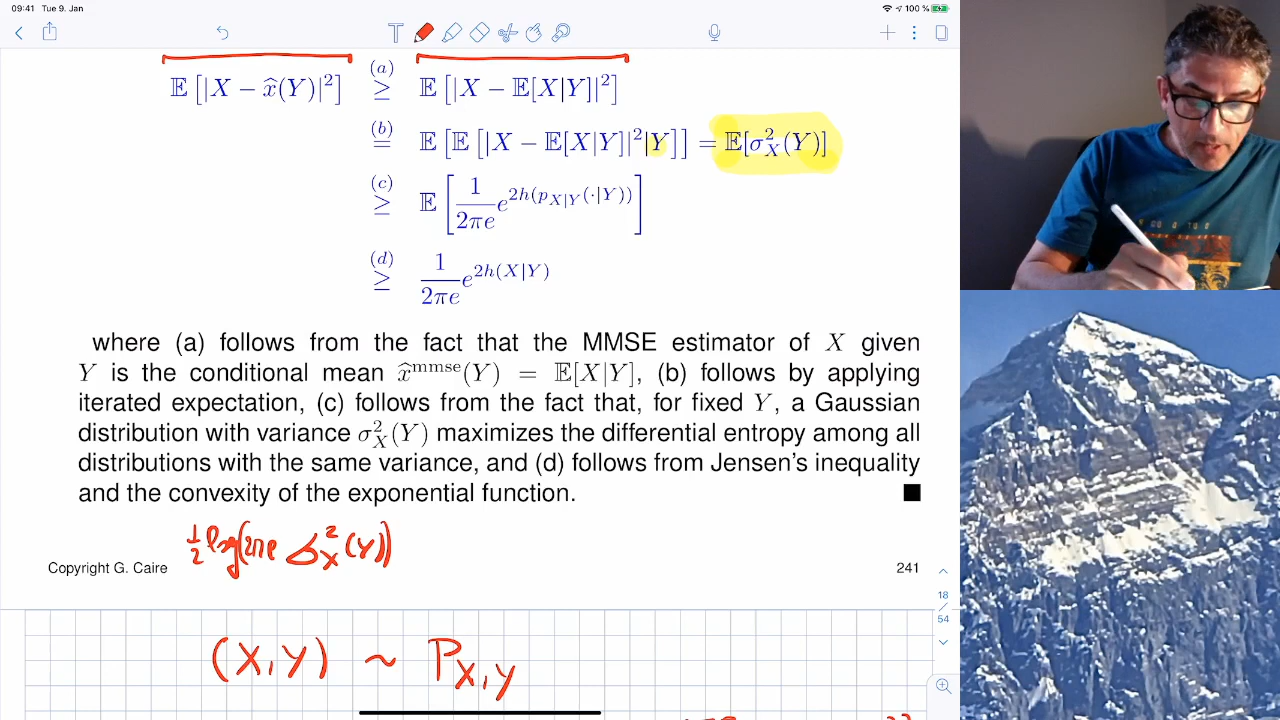 09:41 Tue 9. Jan 100 %
𝔼 [|X − x̂(Y)|²] (a) ≥ 𝔼 [|X − 𝔼[X|Y]|²]
(b) = 𝔼 [𝔼 [|X − 𝔼[X|Y]|²|Y]] = 𝔼[σ²_X(Y)]
(c) ≥ 𝔼 [1/(2πe) e^{2h(p_{X|Y}(·|Y))}]
(d) ≥ 1/(2πe) e^{2h(X|Y)}
where (a) follows from the fact that the MMSE estimator of X given
Y is the conditional mean x̂^{mmse}(Y) = 𝔼[X|Y], (b) follows by applying
iterated expectation, (c) follows from the fact that, for fixed Y, a Gaussian
distribution with variance σ²_X(Y) maximizes the differential entropy among all
distributions with the same variance, and (d) follows from Jensen's inequality
and the convexity of the exponential function. ■
½ log(2πe σ²_X(Y))
Copyright G. Caire 241
18
/
54
(X,Y) ~ P_{X,Y}